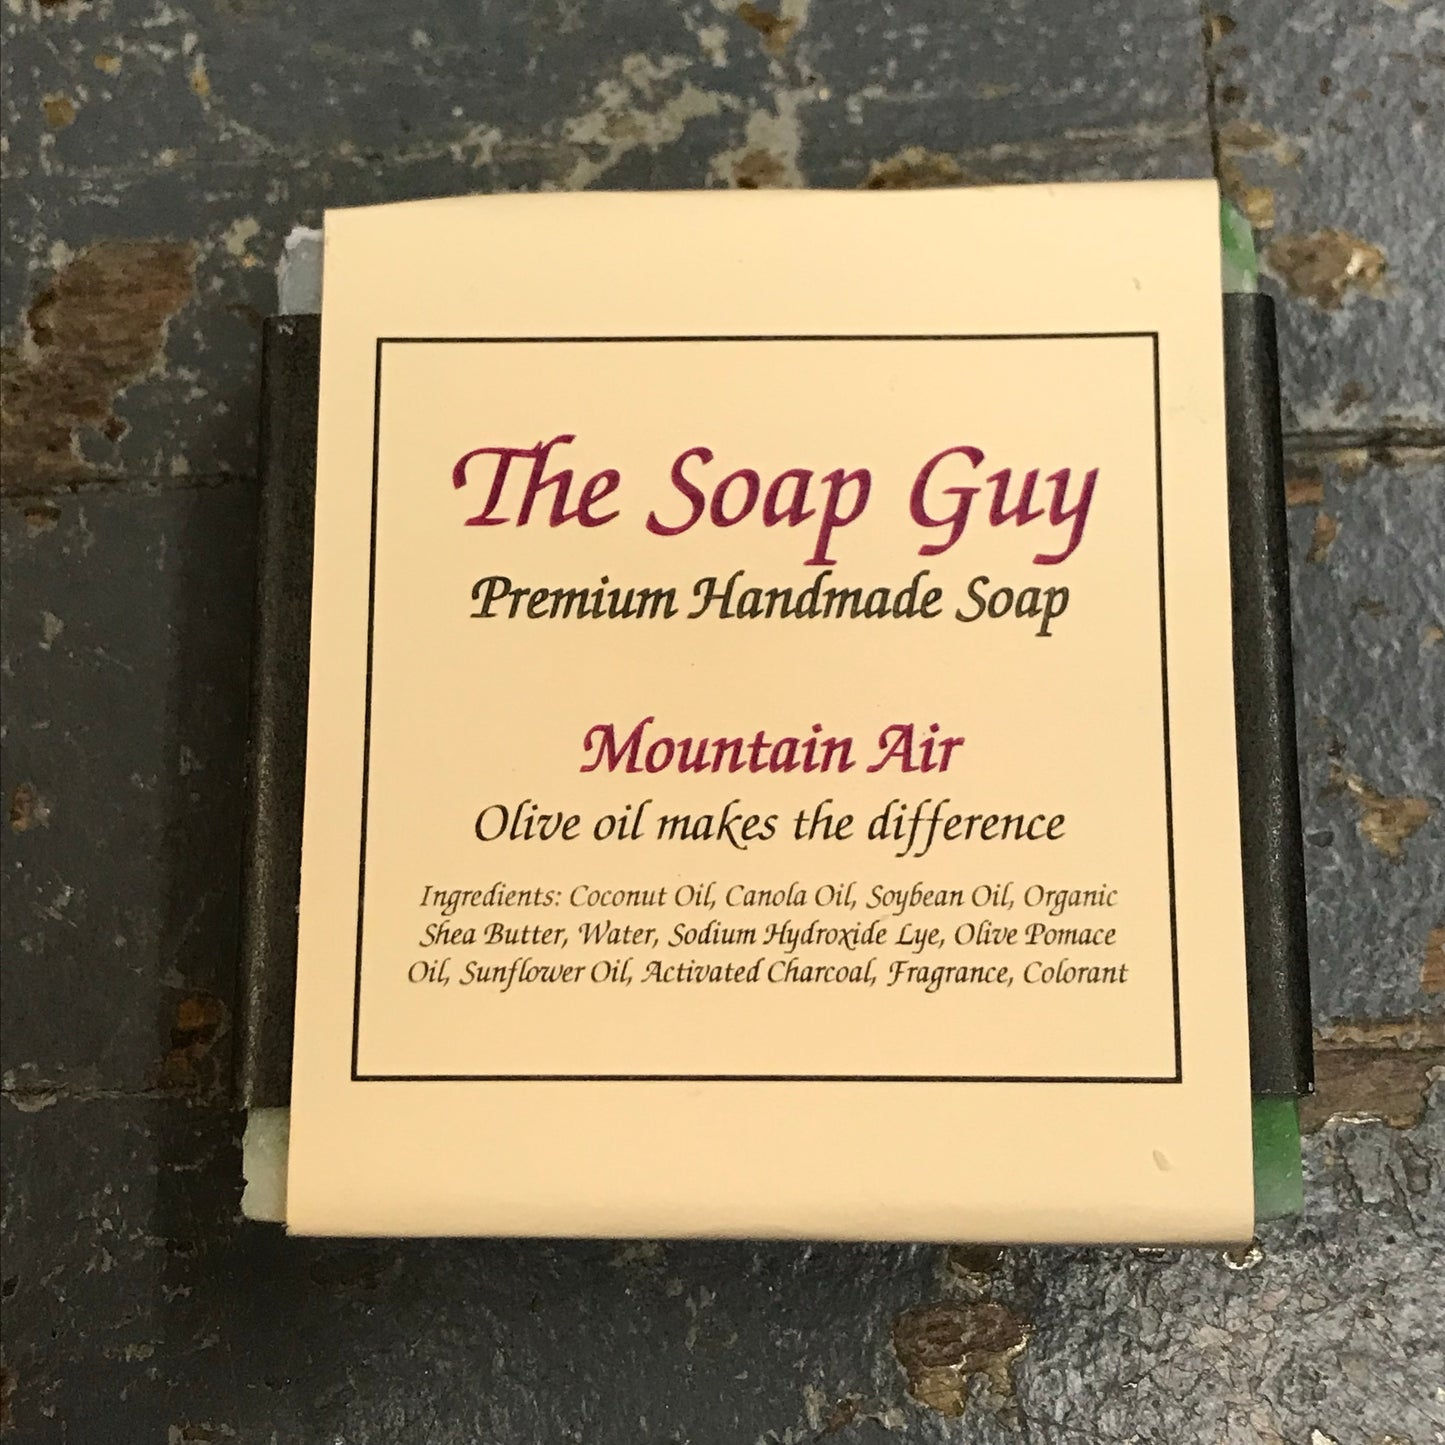 The Soap Guy
Premium Handmade Soap
Mountain Air
Olive oil makes the difference
Ingredients: Coconut Oil, Canola Oil, Soybean Oil, Organic
Shea Butter, Water, Sodium Hydroxide Lye, Olive Pomace
Oil, Sunflower Oil, Activated Charcoal, Fragrance, Colorant